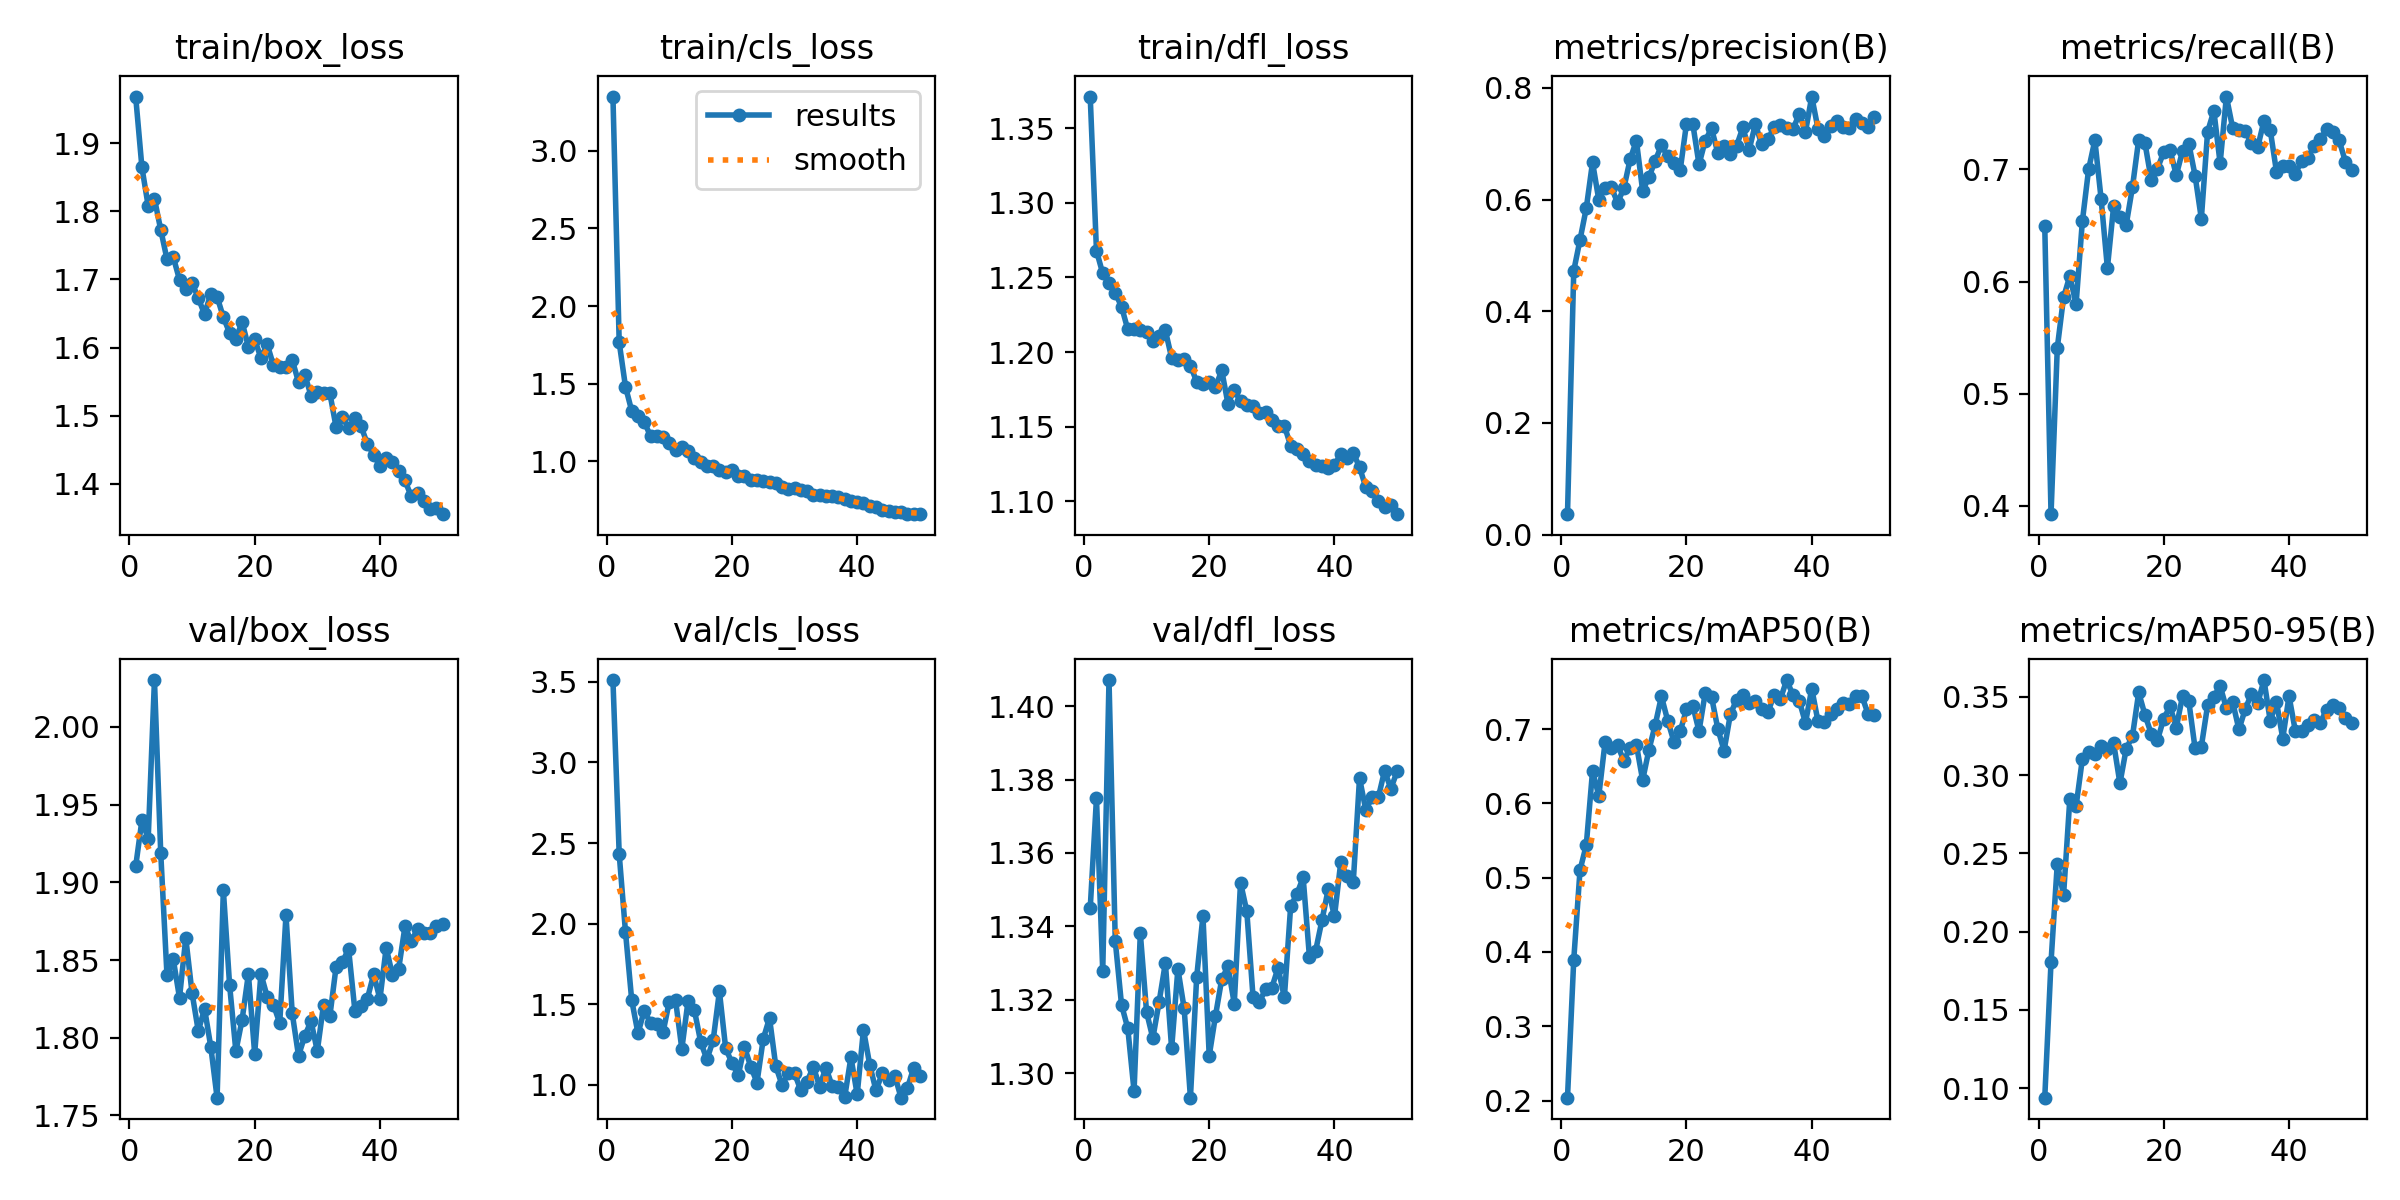 train/box_loss
1.9
1.8
1.7
1.6
1.5
1.4
0 20 40
train/cls_loss
results
smooth
3.0
2.5
2.0
1.5
1.0
0 20 40
train/dfl_loss
1.35
1.30
1.25
1.20
1.15
1.10
0 20 40
metrics/precision(B)
0.8
0.6
0.4
0.2
0.0
0 20 40
metrics/recall(B)
0.7
0.6
0.5
0.4
0 20 40
val/box_loss
2.00
1.95
1.90
1.85
1.80
1.75
0 20 40
val/cls_loss
3.5
3.0
2.5
2.0
1.5
1.0
0 20 40
val/dfl_loss
1.40
1.38
1.36
1.34
1.32
1.30
0 20 40
metrics/mAP50(B)
0.7
0.6
0.5
0.4
0.3
0.2
0 20 40
metrics/mAP50-95(B)
0.35
0.30
0.25
0.20
0.15
0.10
0 20 40